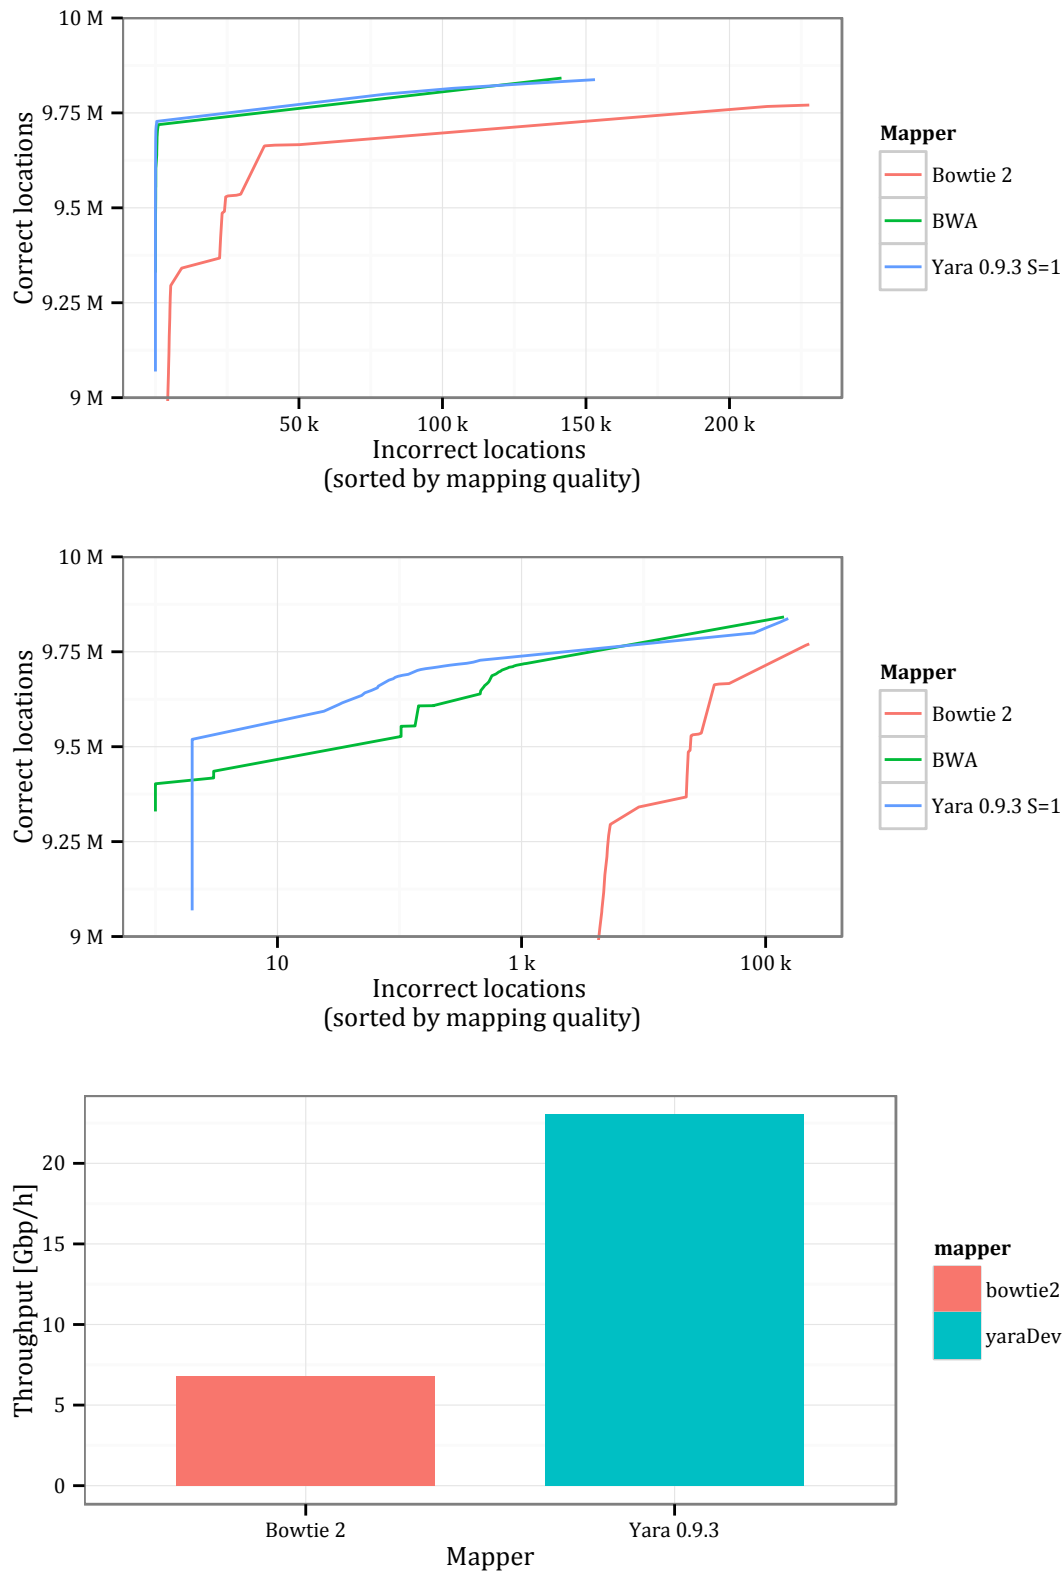 10 M
9.75 M
9.5 M
9.25 M
9 M
Correct locations
50 k
100 k
150 k
200 k
Incorrect locations
(sorted by mapping quality)
Mapper
Bowtie 2
BWA
Yara 0.9.3 S=1
10 M
9.75 M
9.5 M
9.25 M
9 M
Correct locations
10
1 k
100 k
Incorrect locations
(sorted by mapping quality)
Mapper
Bowtie 2
BWA
Yara 0.9.3 S=1
20
15
10
5
0
Throughput [Gbp/h]
Bowtie 2
Yara 0.9.3
Mapper
mapper
bowtie2
yaraDev